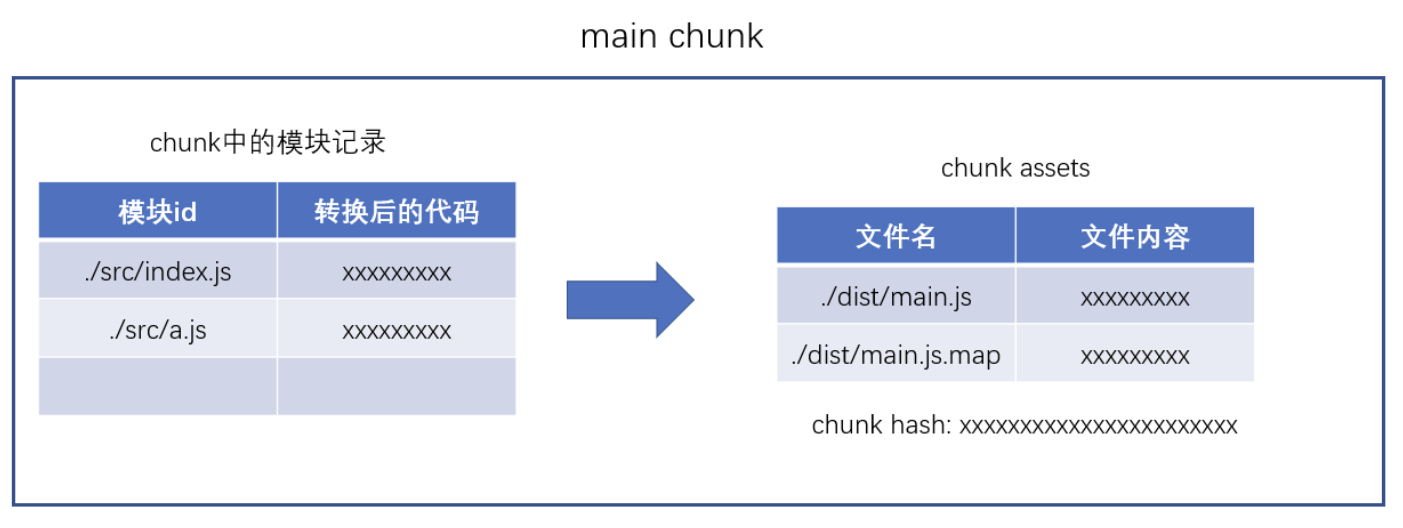 main chunk
chunk中的模块记录
模块id 转换后的代码
./src/index.js xxxxxxxxx
./src/a.js xxxxxxxxx
chunk assets
文件名 文件内容
./dist/main.js xxxxxxxxx
./dist/main.js.map xxxxxxxxx
chunk hash: xxxxxxxxxxxxxxxxxxxxxxx